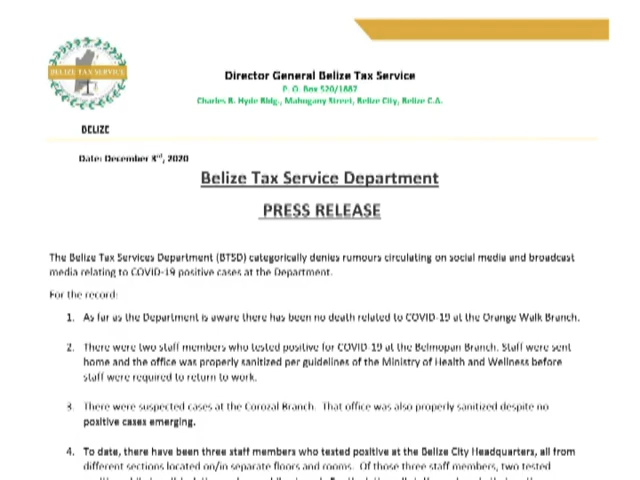 BELIZE TAX SERVICE
Director General Belize Tax Service
P. O. Box 520/1887
Charles B. Hyde Bldg., Mahogany Street, Belize City, Belize C.A.
BELIZE
Date: December 3rd, 2020
Belize Tax Service Department
PRESS RELEASE
The Belize Tax Services Department (BTSD) categorically denies rumours circulating on social media and broadcast
media relating to COVID-19 positive cases at the Department.
For the record:
1. As far as the Department is aware there has been no death related to COVID-19 at the Orange Walk Branch.
2. There were two staff members who tested positive for COVID-19 at the Belmopan Branch. Staff were sent
home and the office was properly sanitized per guidelines of the Ministry of Health and Wellness before
staff were required to return to work.
3. There were suspected cases at the Corozal Branch. That office was also properly sanitized despite no
positive cases emerging.
4. To date, there have been three staff members who tested positive at the Belize City Headquarters, all from
different sections located on/in separate floors and rooms. Of those three staff members, two tested